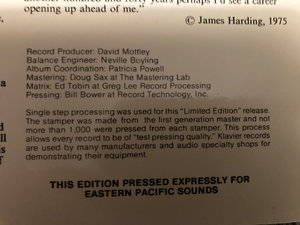 another hundred and forty years perhaps I'd see a career
opening up ahead of me."
© James Harding, 1975
Record Producer: David Mottley
Balance Engineer: Neville Boyling
Album Coordination: Patricia Powell
Mastering: Doug Sax at The Mastering Lab
Matrix: Ed Tobin at Greg Lee Record Processing
Pressing: Bill Bower at Record Technology, Inc.
Single step processing was used for this "Limited Edition" release.
The stamper was made from the first generation master and not
more than 1,000 were pressed from each stamper. This process
allows every record to be of "test pressing quality." Klavier records
are used by many manufacturers and audio specialty shops for
demonstrating their equipment.
THIS EDITION PRESSED EXPRESSLY FOR
EASTERN PACIFIC SOUNDS